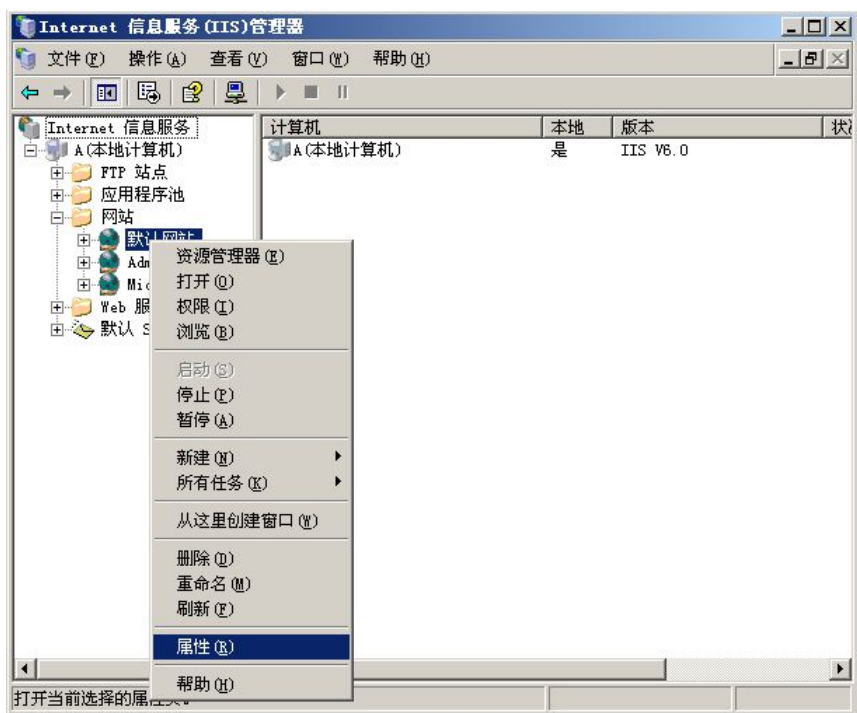 Internet 信息服务(IIS)管理器
文件(F) 操作(A) 查看(V) 窗口(W) 帮助(H)
Internet 信息服务
计算机 本地 版本 状
A(本地计算机)
A(本地计算机) 是 IIS V6.0
FTP 站点
应用程序池
网站
默认网站
Adm
Mic
Web 服
默认 S
资源管理器(E)
打开(O)
权限(I)
浏览(B)
启动(S)
停止(P)
暂停(A)
新建(N)
所有任务(K)
从这里创建窗口(W)
删除(D)
重命名(M)
刷新(F)
属性(R)
帮助(H)
打开当前选择的属